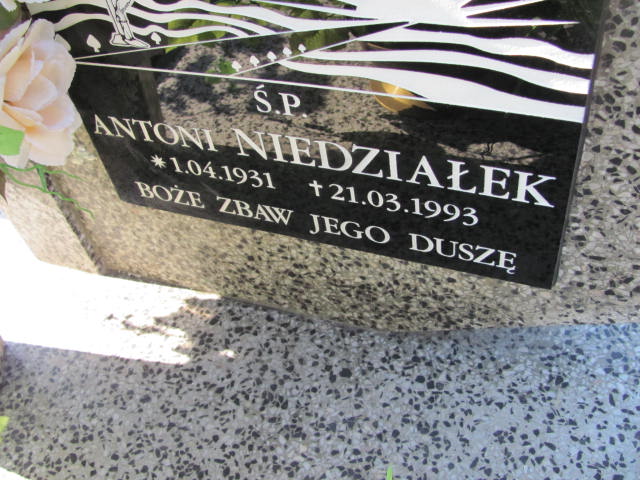 Ś.P.
ANTONI NIEDZIAŁEK
*1.04.1931 †21.03.1993
BOŻE ZBAW JEGO DUSZĘ